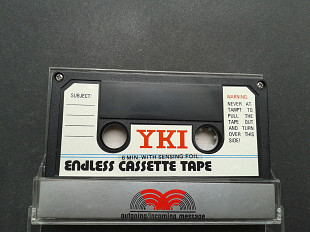 SUBJECT:
WARNING:
NEVER AT
TAMPT TO
PULL THE
TAPE OUT
AND TURN
OVER THIS
SIDE!
YKI
6 MIN. WITH SENSING FOIL
ENDLESS CASSETTE TAPE
outgoing/incoming message